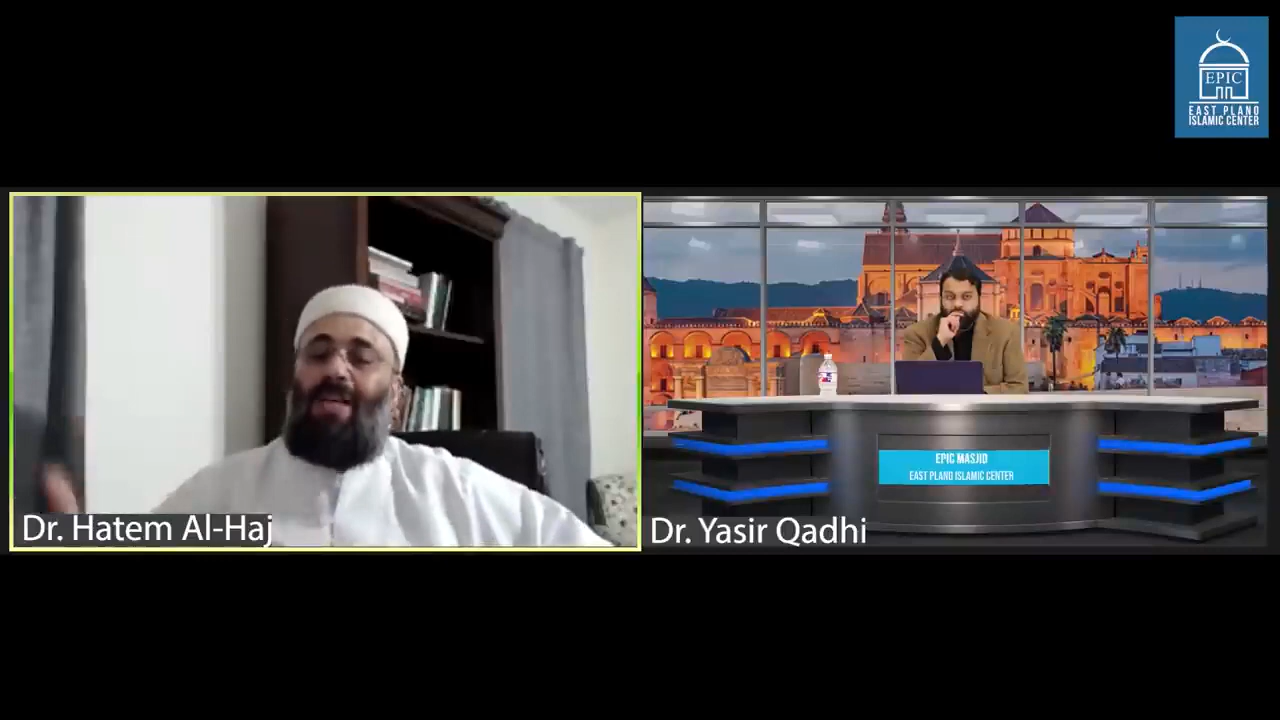 EPIC
EAST PLANO
ISLAMIC CENTER
EPIC MASJID
EAST PLANO ISLAMIC CENTER
Dr. Hatem Al-Haj
Dr. Yasir Qadhi